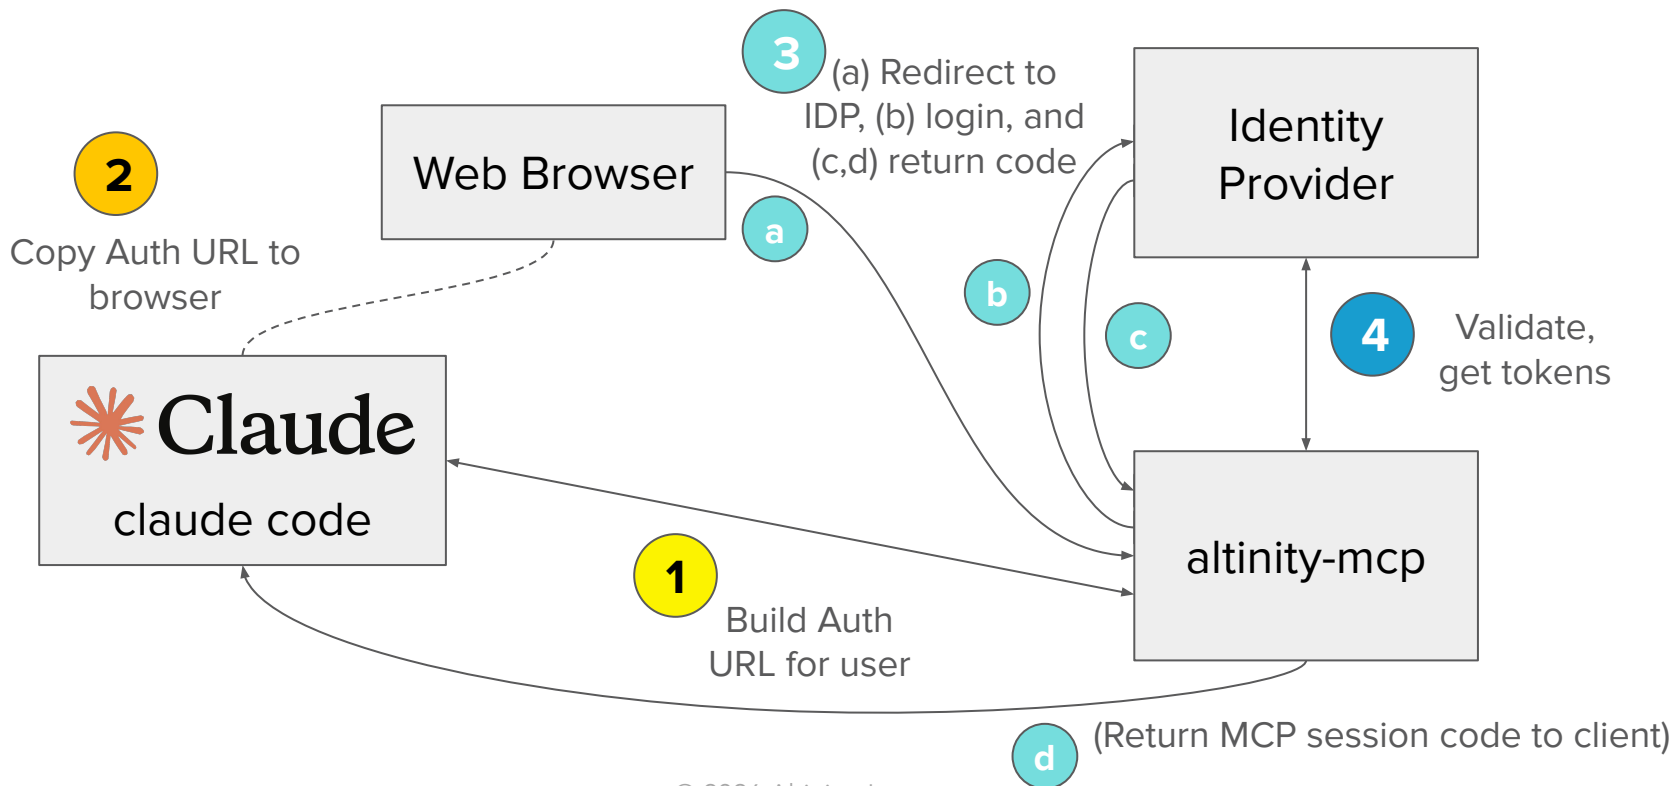 3
(a) Redirect to
IDP, (b) login, and
(c,d) return code
Identity
Provider
Web Browser
2
Copy Auth URL to
browser
a
b
c
4
Validate,
get tokens
Claude
claude code
1
Build Auth
URL for user
altinity-mcp
d
(Return MCP session code to client)